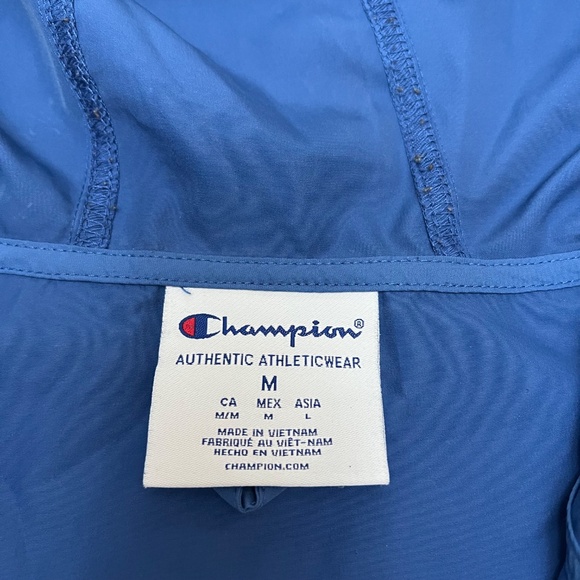 Champion®
AUTHENTIC ATHLETICWEAR
M
CA MEX ASIA
M/M M L
MADE IN VIETNAM
FABRIQUÉ AU VIÊT-NAM
HECHO EN VIETNAM
CHAMPION.COM